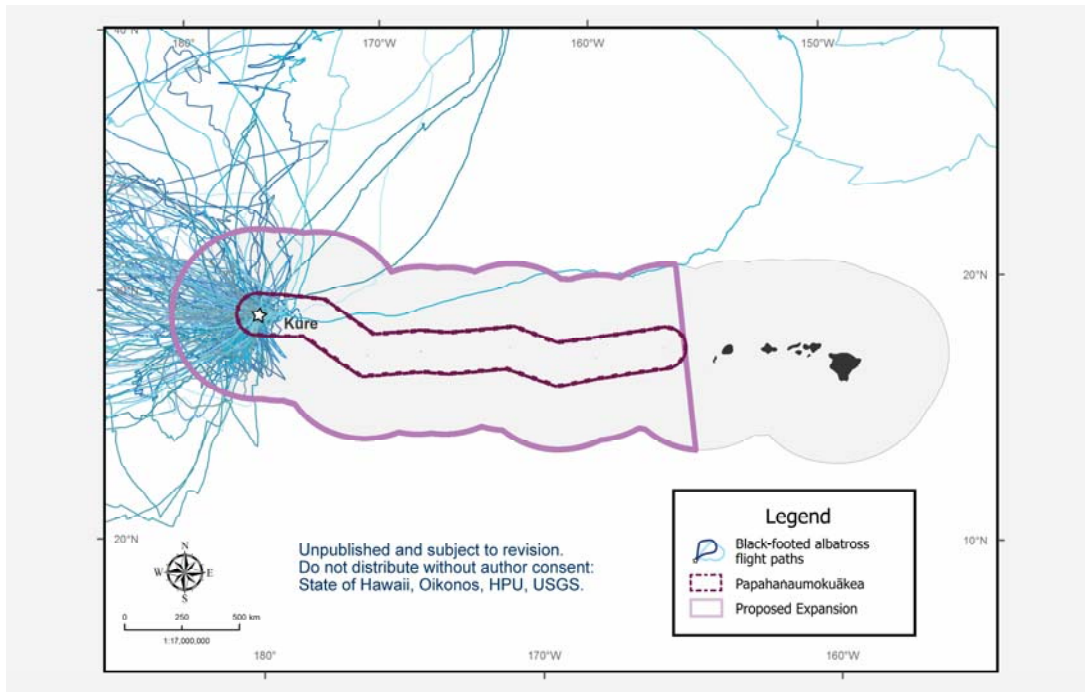 180°
170°W
160°W
150°W
40°N
20°N
Kure
20°N
10°N
N
W
E
S
0
250
500 km
1:17,000,000
Unpublished and subject to revision.
Do not distribute without author consent:
State of Hawaii, Oikonos, HPU, USGS.
Legend
Black-footed albatross
flight paths
Papahanaumokuākea
Proposed Expansion
180°
170°W
160°W